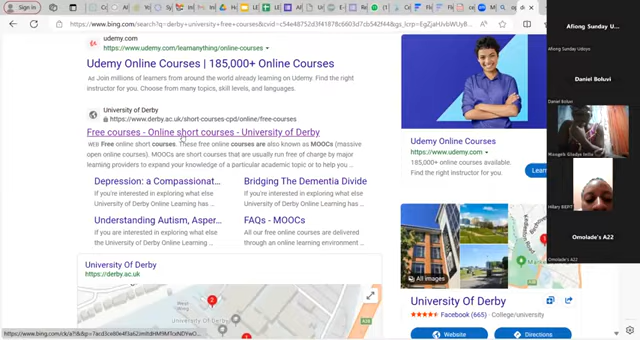 Sign in
https://www.bing.com/search?q=derby+university+free+courses&cvid=
udemy.com
https://www.udemy.com/learnanything/online-courses
Udemy Online Courses | 185,000+ Online Courses
Ad Join millions of learners from around the world already learning on Udemy. Find the right
instructor for you. Choose from many topics, skill levels, and languages.
University of Derby
https://www.derby.ac.uk/short-courses-cpd/online/free-courses
Free courses - Online short courses - University of Derby
WEB Free online short courses. These free online courses are also known as MOOCs (massive
open online courses). MOOCs are short courses that are usually run free of charge by major
learning providers to expand your knowledge of a particular academic topic or to help you ...
Depression: a Compassionat...
If you're interested in exploring what else
University of Derby Online Learning has ...
Bridging The Dementia Divide
If you're interested in exploring what else
University of Derby Online Learning has ...
Understanding Autism, Asper...
If you are interested in exploring what else
the University of Derby Online Learning ...
FAQs - MOOCs
All our free online courses are delivered
through an online learning environment ...
University Of Derby
https://derby.ac.uk
2
Udemy Online Courses
https://www.udemy.com
185,000+ online courses available.
Find the right instructor for you.
Learn
All images
University Of Derby
Facebook (665) · College/university
Website
Directions
Afiong Sunday U...
Afiong Sunday Udoyo
Daniel Boluvi
Daniel Boluvi
Omolade's A22
Omolade's A22